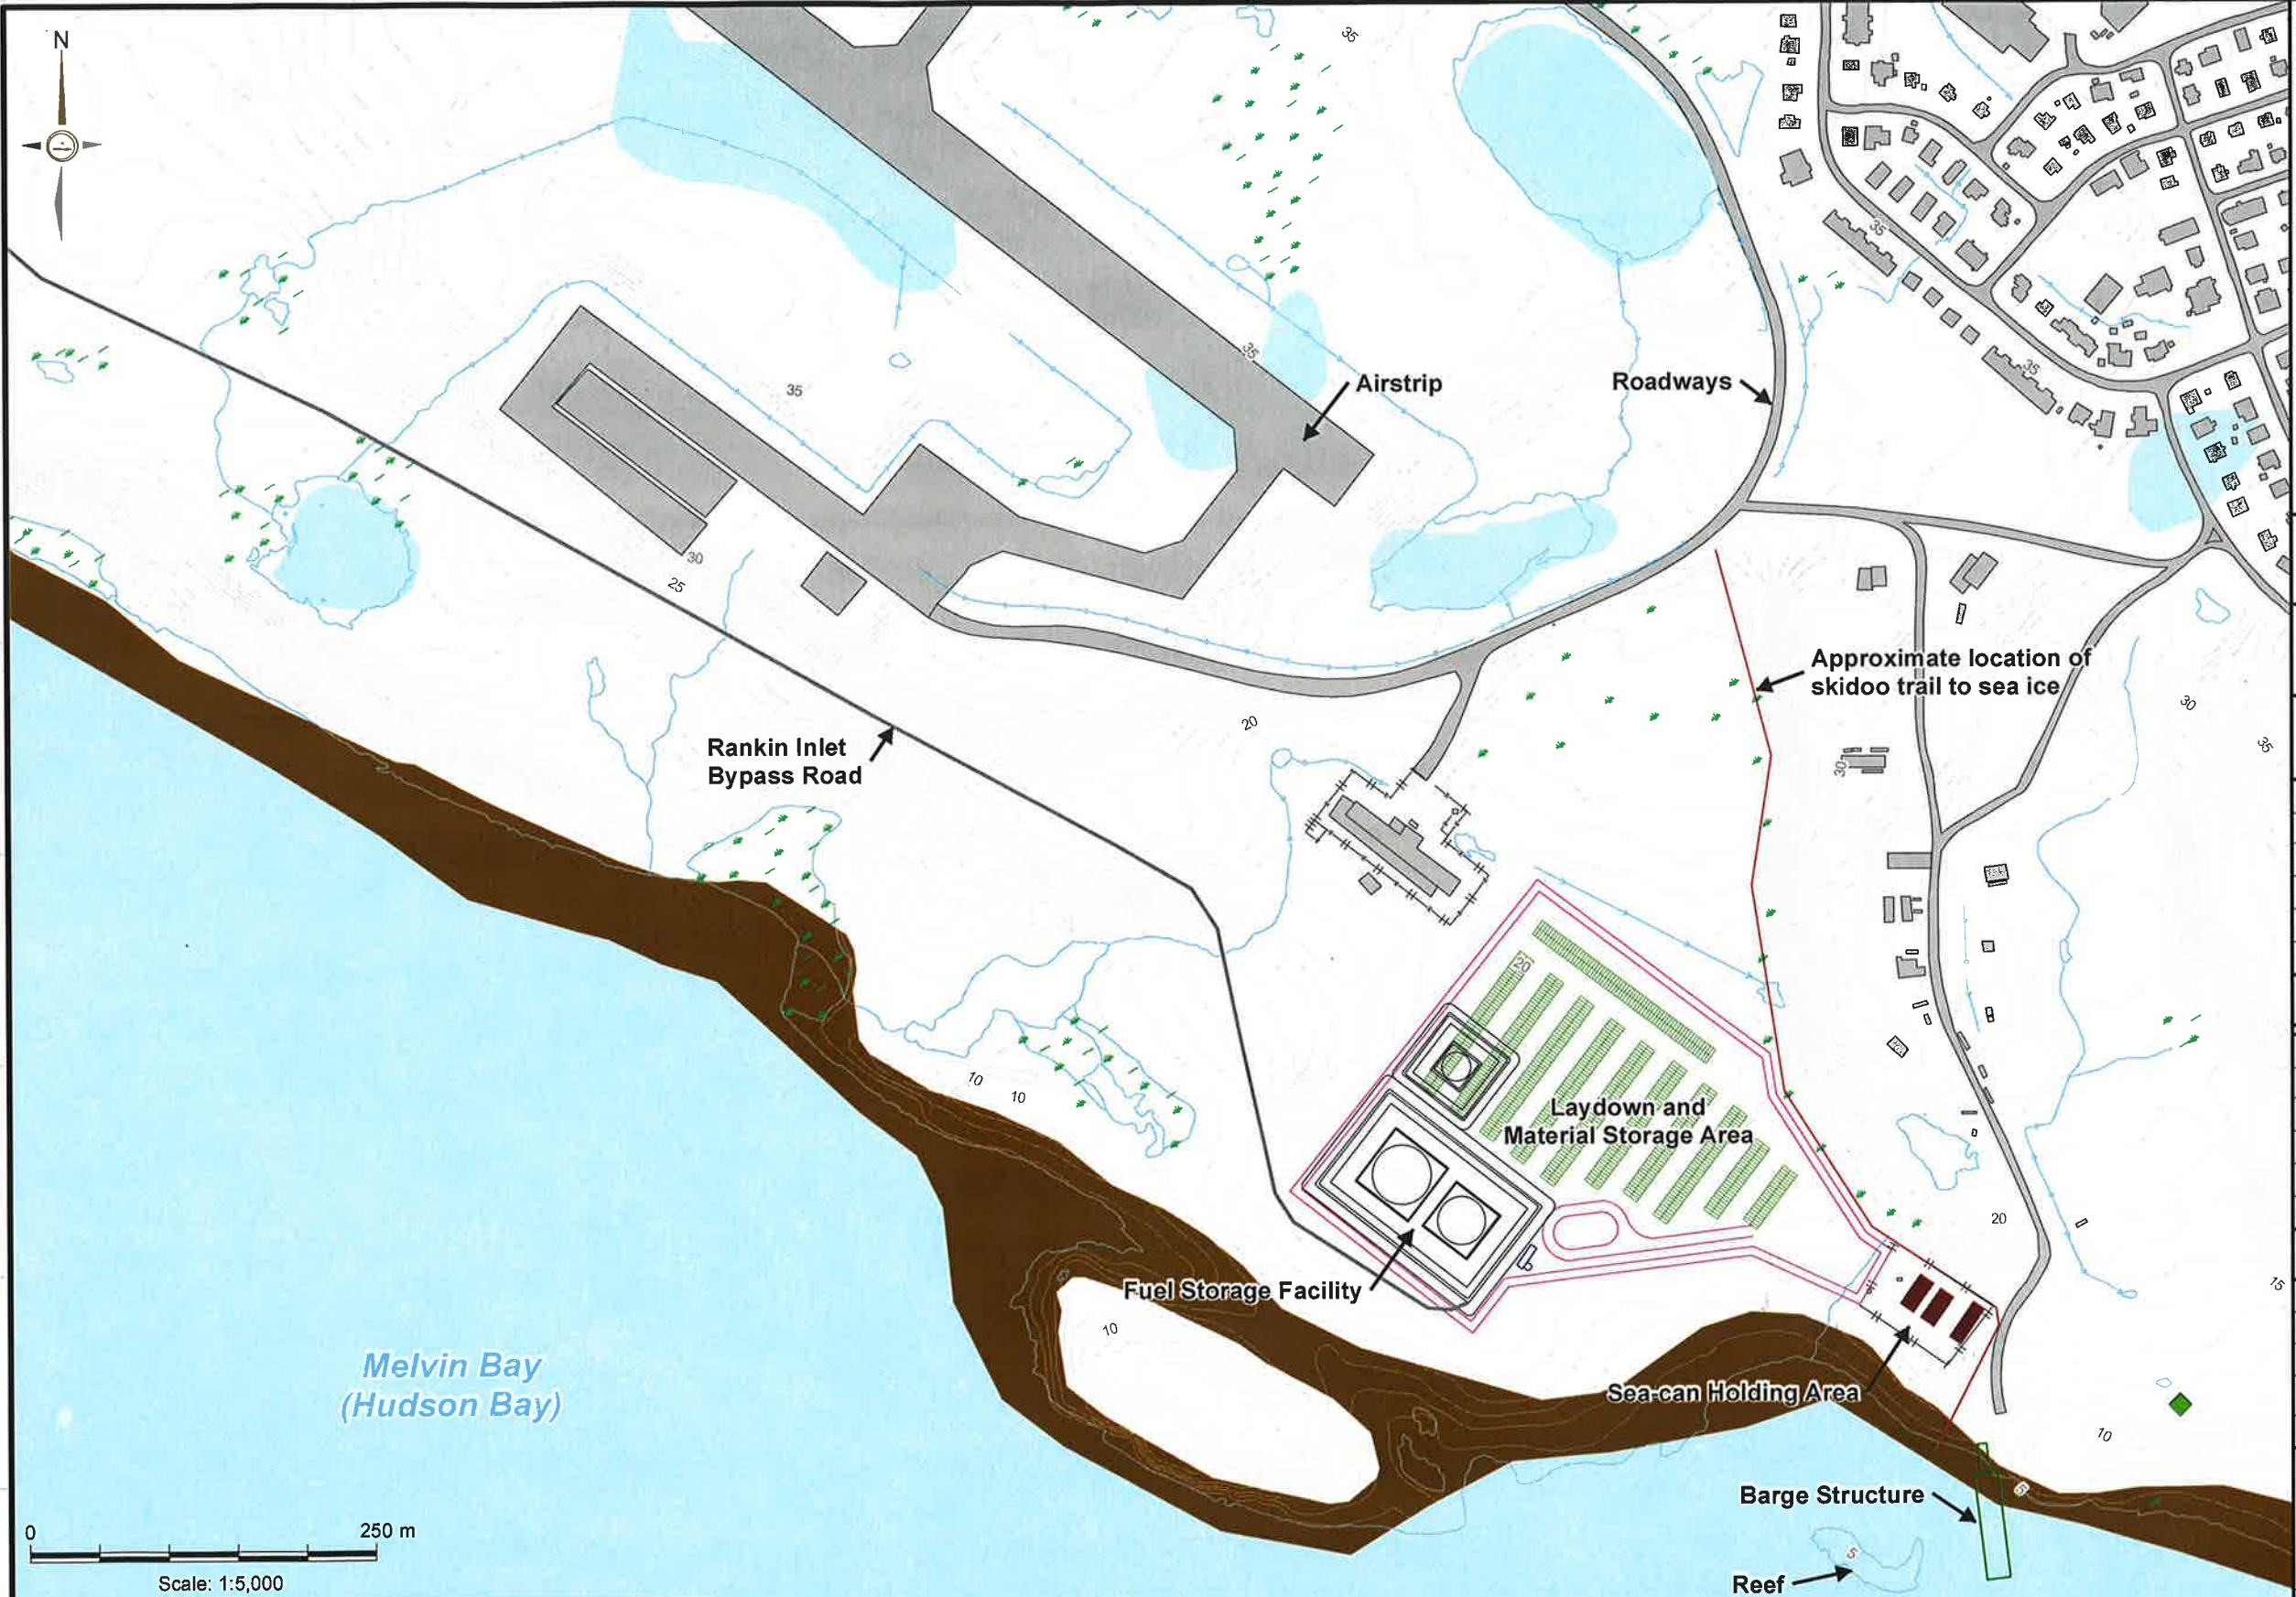 N
35
35
35
35
35
Airstrip
Roadways
35
30
25
Approximate location of
skidoo trail to sea ice
30
20
35
Rankin Inlet
Bypass Road
30
20
10
10
Laydown and
Material Storage Area
20
Fuel Storage Facility
15
10
Melvin Bay
(Hudson Bay)
Sea-can Holding Area
10
5
Barge Structure
0 250 m
5
Scale: 1:5,000
Reef